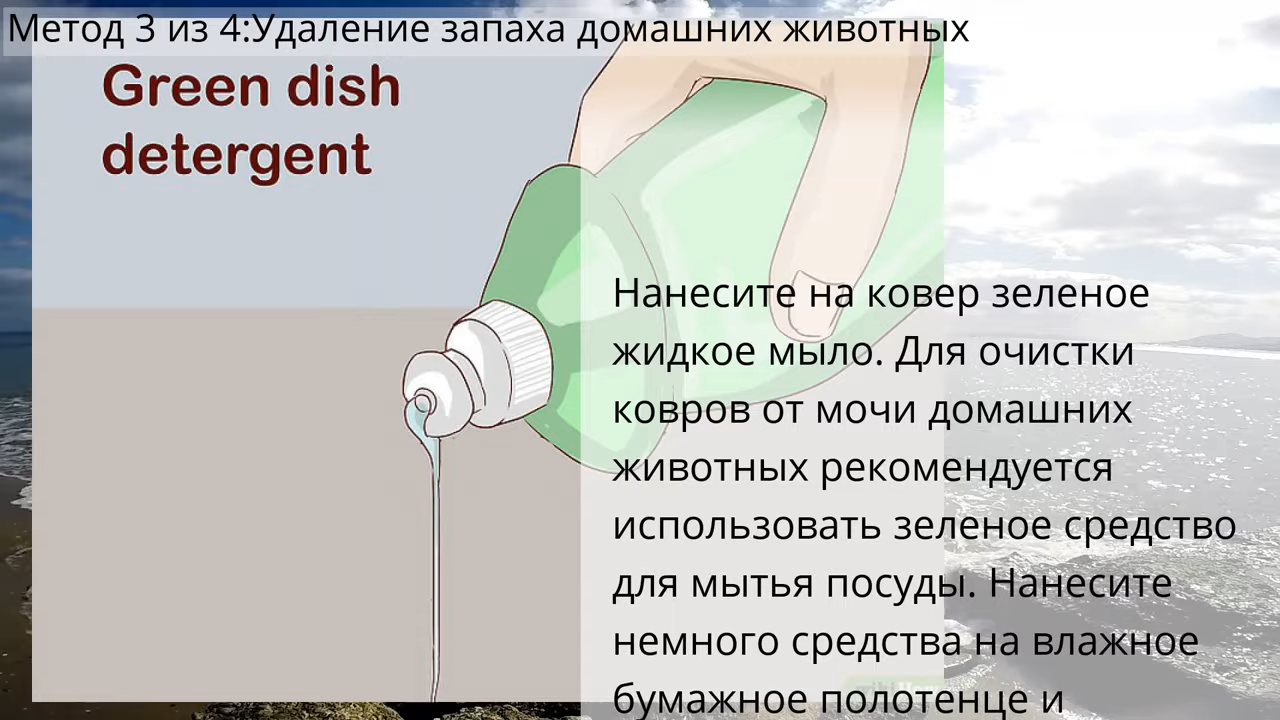 Метод 3 из 4:Удаление запаха домашних животных
Green dish
detergent
Нанесите на ковер зеленое
жидкое мыло. Для очистки
ковров от мочи домашних
животных рекомендуется
использовать зеленое средство
для мытья посуды. Нанесите
немного средства на влажное
бумажное полотенце и